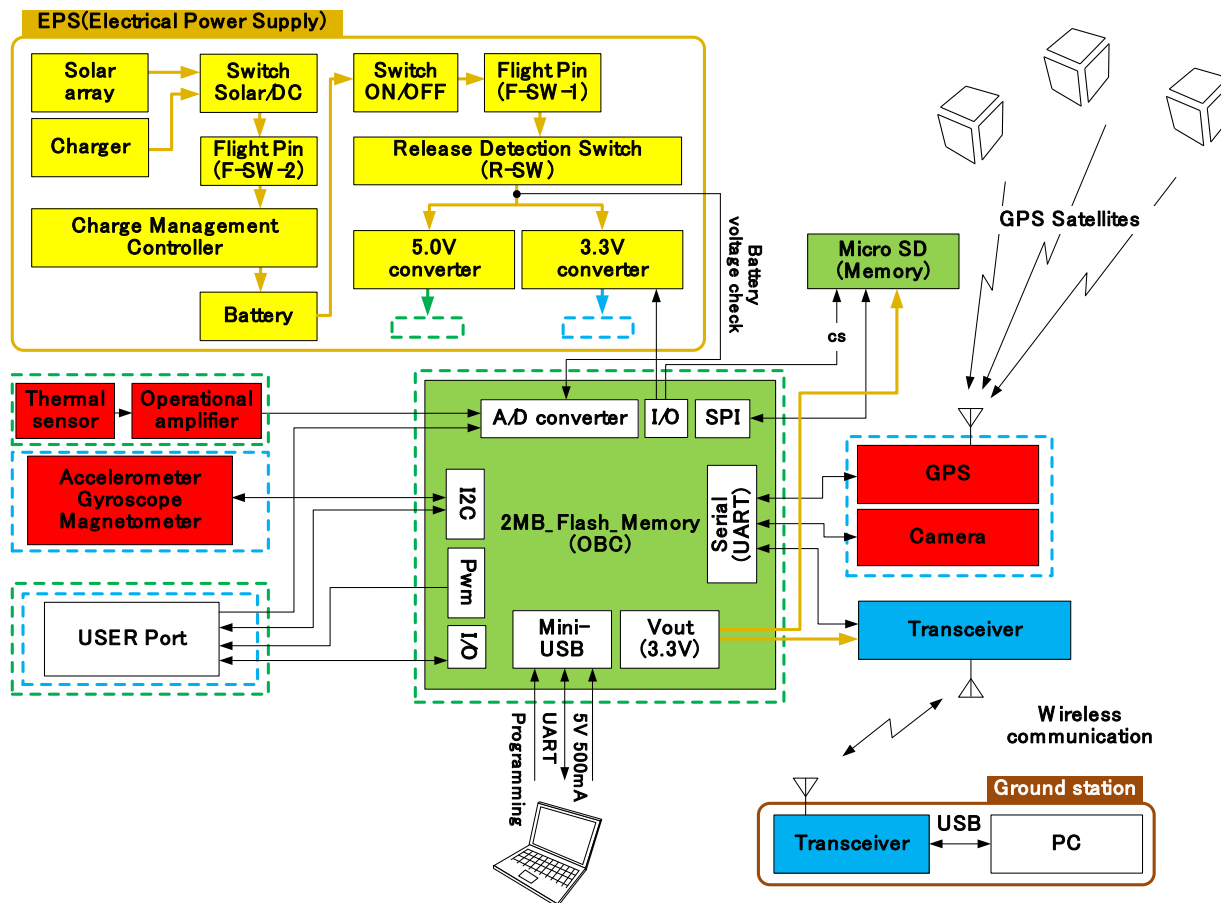 EPS(Electrical Power Supply)
Solar
array
Switch
Solar/DC
Switch
ON/OFF
Flight Pin
(F-SW-1)
Charger
Flight Pin
(F-SW-2)
Release Detection Switch
(R-SW)
Charge Management
Controller
5.0V
converter
3.3V
converter
Battery
Battery
voltage check
GPS Satellites
Micro SD
(Memory)
cs
Thermal
sensor
Operational
amplifier
A/D converter
I/O
SPI
Accelerometer
Gyroscope
Magnetometer
I2C
2MB_Flash_Memory
(OBC)
Serial
(UART)
GPS
Camera
Pwm
USER Port
I/O
Mini-
USB
Vout
(3.3V)
Transceiver
Programming
UART
5V 500mA
Wireless
communication
Ground station
Transceiver
USB
PC